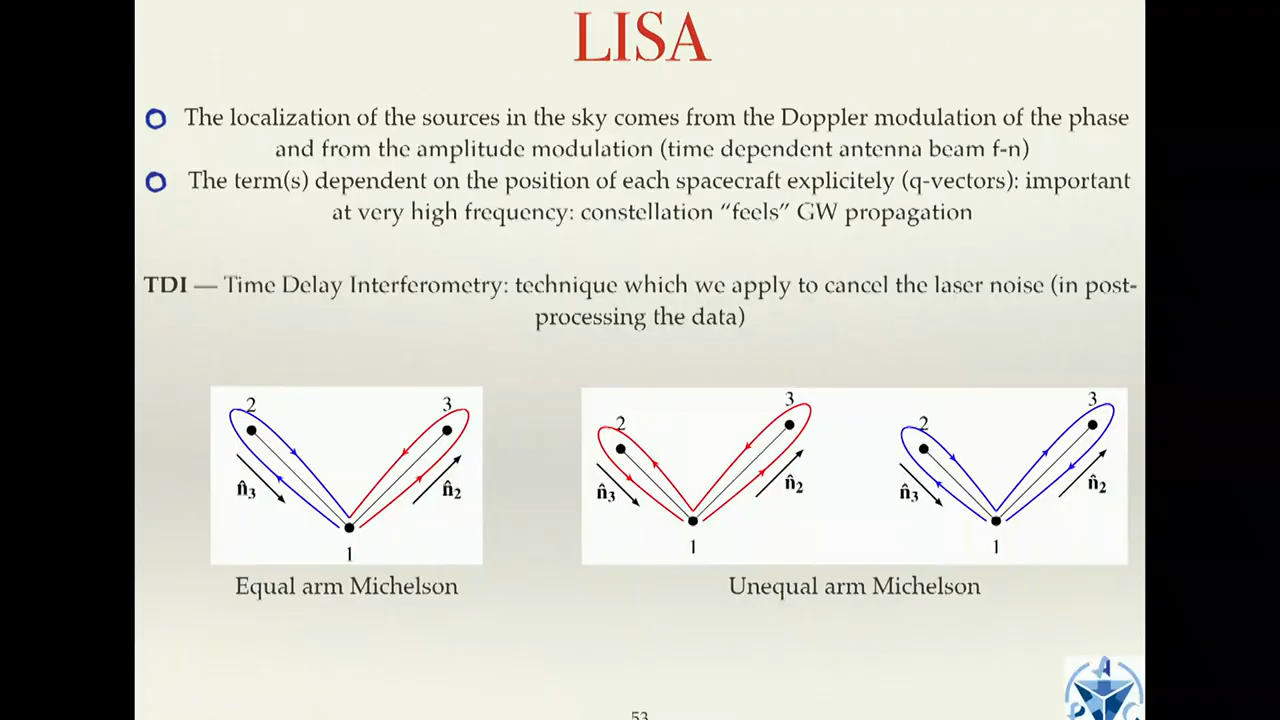 LISA
The localization of the sources in the sky comes from the Doppler modulation of the phase
and from the amplitude modulation (time dependent antenna beam f-n)
The term(s) dependent on the position of each spacecraft explicitely (q-vectors): important
at very high frequency: constellation “feels” GW propagation
TDI — Time Delay Interferometry: technique which we apply to cancel the laser noise (in post-
processing the data)
2 3
n̂3 n̂2
1
2 3
n̂3 n̂2
1
2 3
n̂3 n̂2
1
Equal arm Michelson
Unequal arm Michelson
A
P C
53